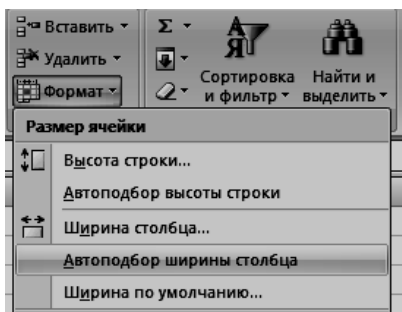 Вставить
Удалить
Формат
Σ
Сортировка и фильтр
Найти и выделить
Размер ячейки
Высота строки...
Автоподбор высоты строки
Ширина столбца...
Автоподбор ширины столбца
Ширина по умолчанию...